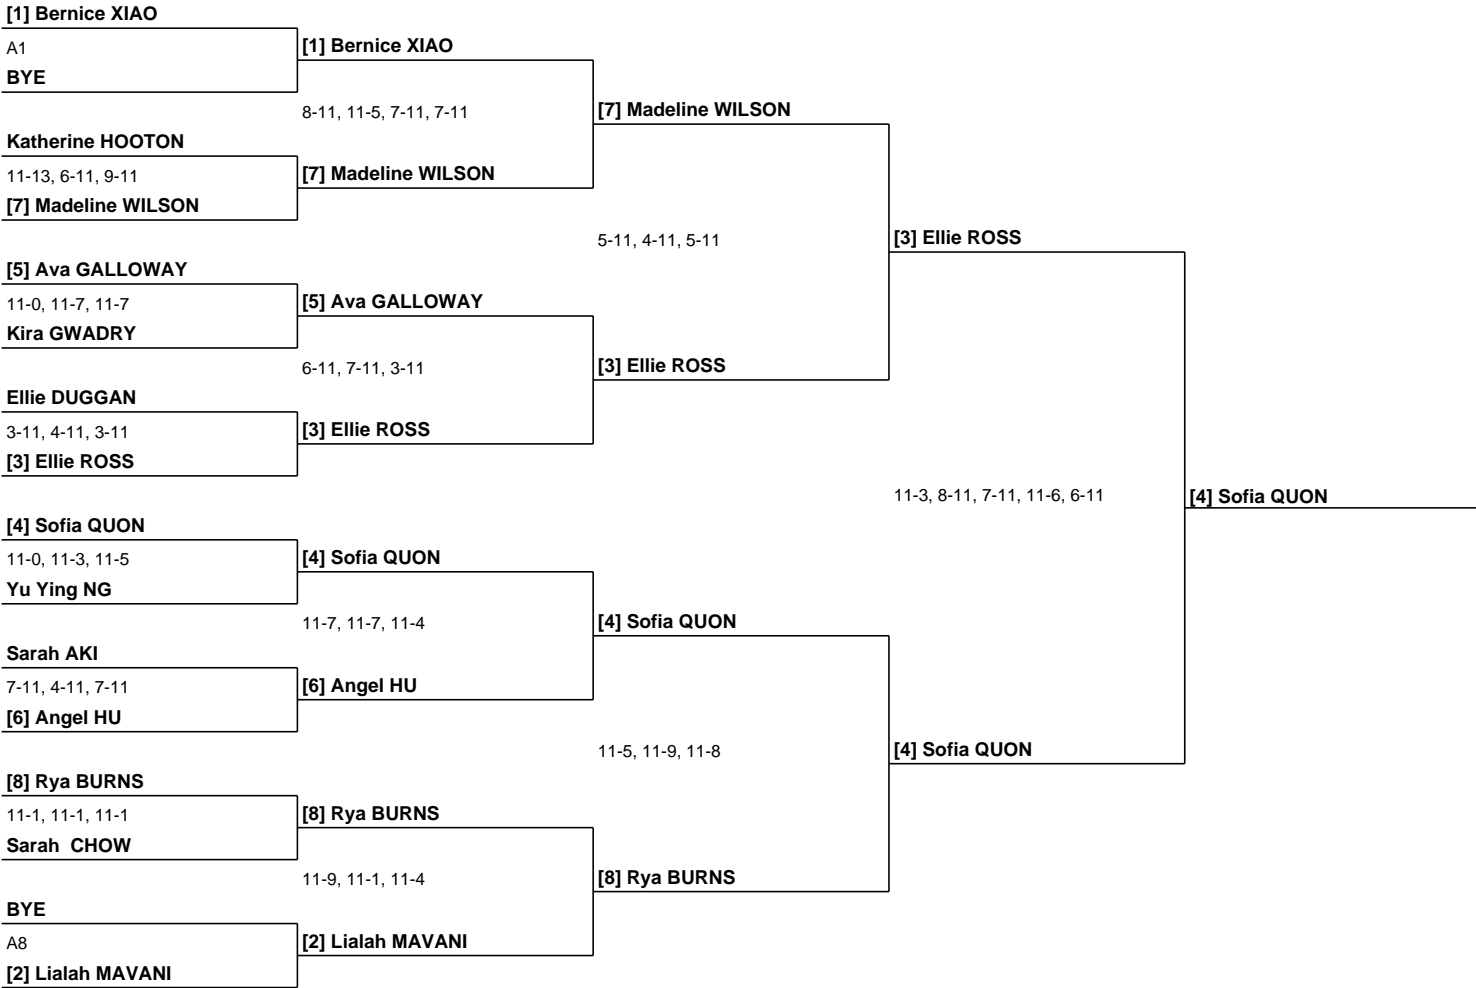 [1] Bernice XIAO
A1
BYE
Katherine HOOTON
11-13, 6-11, 9-11
[7] Madeline WILSON
[5] Ava GALLOWAY
11-0, 11-7, 11-7
Kira GWADRY
Ellie DUGGAN
3-11, 4-11, 3-11
[3] Ellie ROSS
[4] Sofia QUON
11-0, 11-3, 11-5
Yu Ying NG
Sarah AKI
7-11, 4-11, 7-11
[6] Angel HU
[8] Rya BURNS
11-1, 11-1, 11-1
Sarah  CHOW
BYE
A8
[2] Lialah MAVANI
[1] Bernice XIAO
8-11, 11-5, 7-11, 7-11
[7] Madeline WILSON
[5] Ava GALLOWAY
6-11, 7-11, 3-11
[3] Ellie ROSS
[4] Sofia QUON
11-7, 11-7, 11-4
[6] Angel HU
[8] Rya BURNS
11-9, 11-1, 11-4
[2] Lialah MAVANI
[7] Madeline WILSON
5-11, 4-11, 5-11
[3] Ellie ROSS
[4] Sofia QUON
11-5, 11-9, 11-8
[8] Rya BURNS
[3] Ellie ROSS
11-3, 8-11, 7-11, 11-6, 6-11
[4] Sofia QUON
[4] Sofia QUON